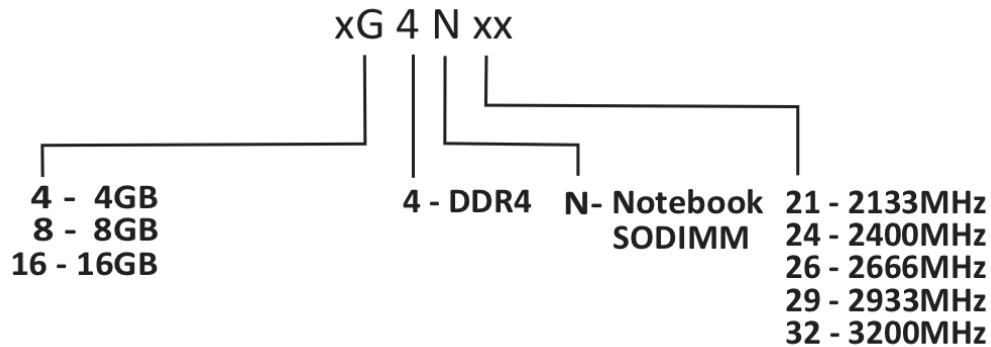 xG 4 N xx
4 - 4GB
8 - 8GB
16 - 16GB
4 - DDR4
N- Notebook
SODIMM
21 - 2133MHz
24 - 2400MHz
26 - 2666MHz
29 - 2933MHz
32 - 3200MHz